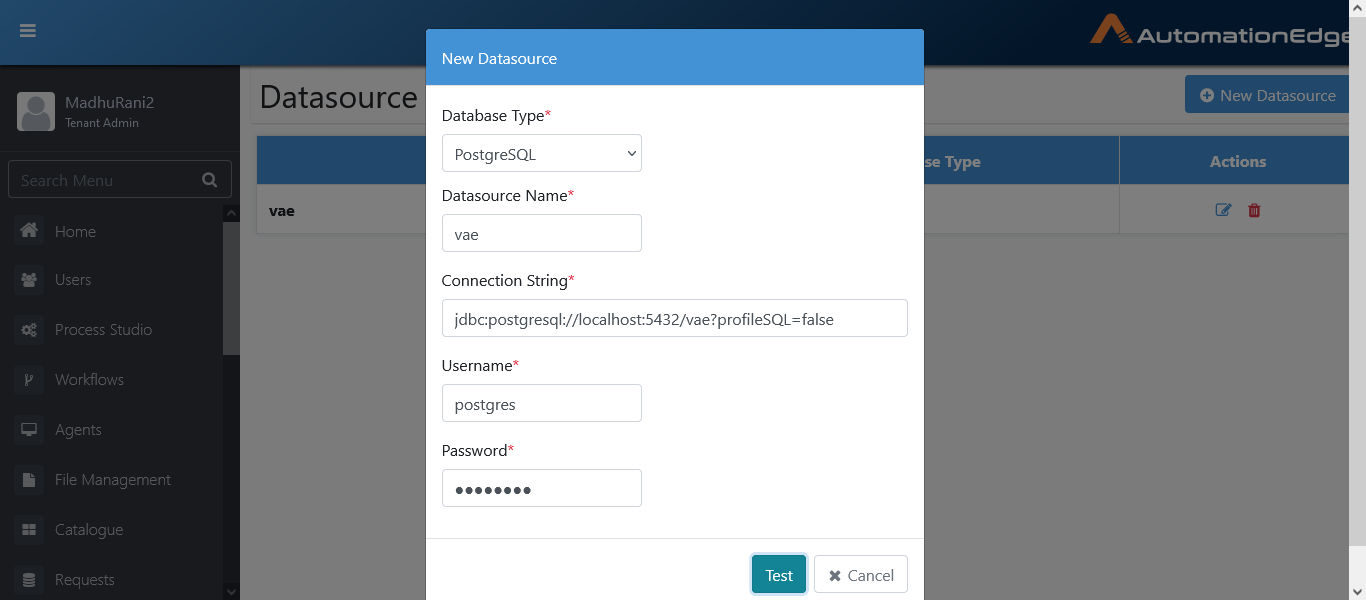 AutomationEdge
New Datasource
MadhuRani2
Tenant Admin
Search Menu
Home
Users
Process Studio
Workflows
Agents
File Management
Catalogue
Requests
Datasource
New Datasource
se Type
Actions
vae
Database Type*
PostgreSQL
Datasource Name*
vae
Connection String*
jdbc:postgresql://localhost:5432/vae?profileSQL=false
Username*
postgres
Password*
●●●●●●●●
Test
Cancel